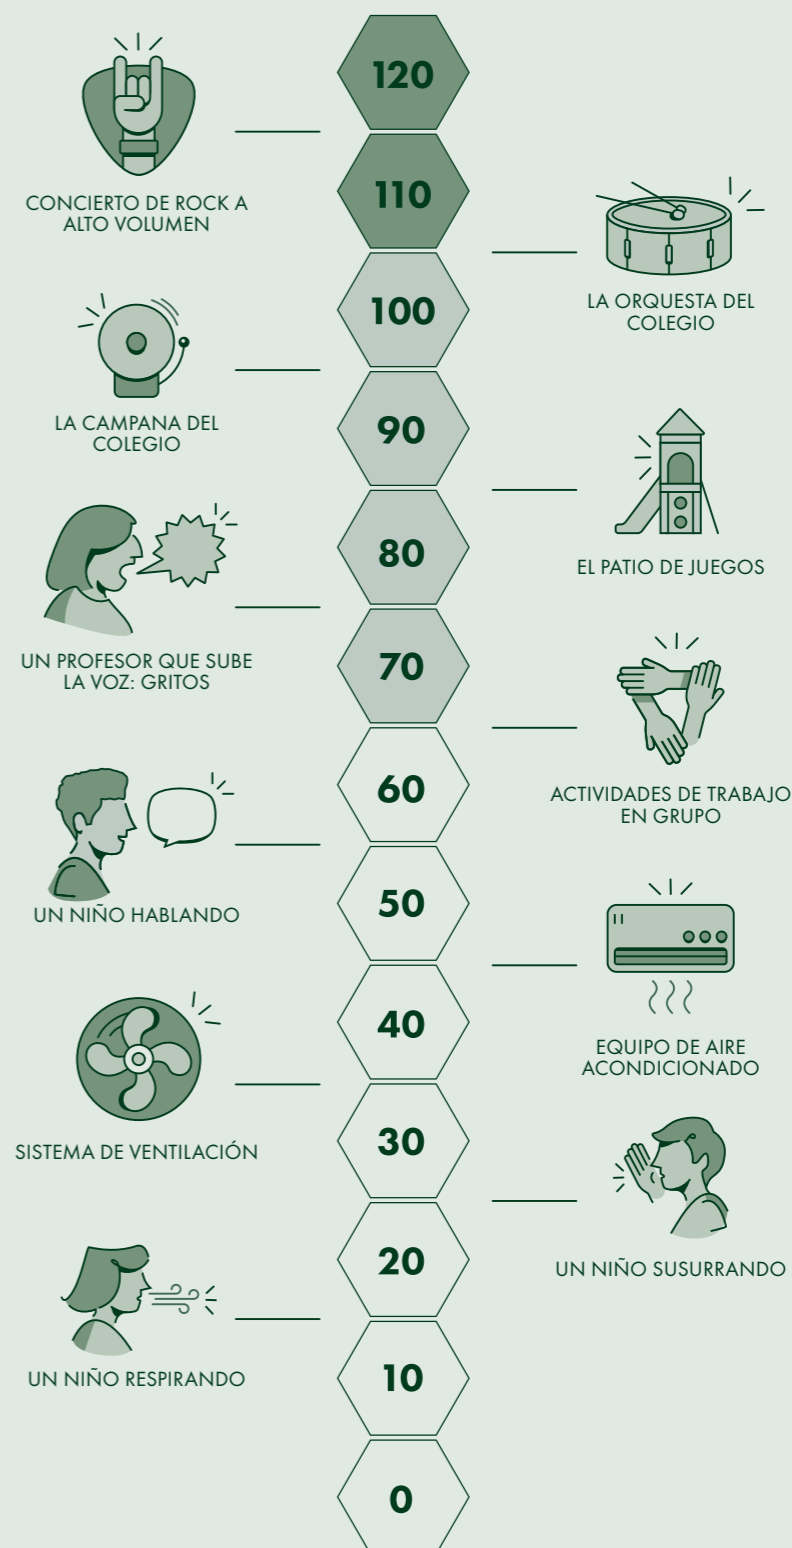 120
110
CONCIERTO DE ROCK A
ALTO VOLUMEN
LA ORQUESTA DEL
COLEGIO
100
LA CAMPANA DEL
COLEGIO
90
EL PATIO DE JUEGOS
80
UN PROFESOR QUE SUBE
LA VOZ: GRITOS
70
ACTIVIDADES DE TRABAJO
EN GRUPO
60
UN NIÑO HABLANDO
50
EQUIPO DE AIRE
ACONDICIONADO
40
SISTEMA DE VENTILACIÓN
30
UN NIÑO SUSURRANDO
20
UN NIÑO RESPIRANDO
10
0